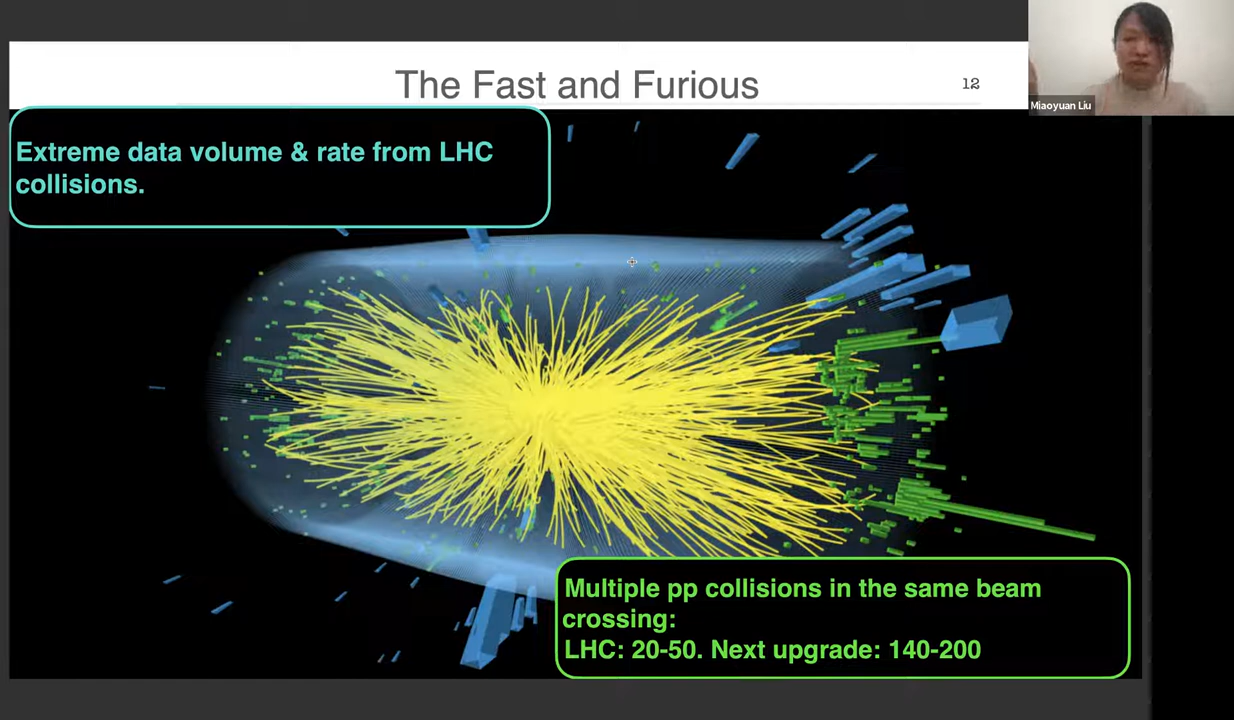 The Fast and Furious
12
Miaoyuan Liu
Extreme data volume & rate from LHC
collisions.
Multiple pp collisions in the same beam
crossing:
LHC: 20-50. Next upgrade: 140-200